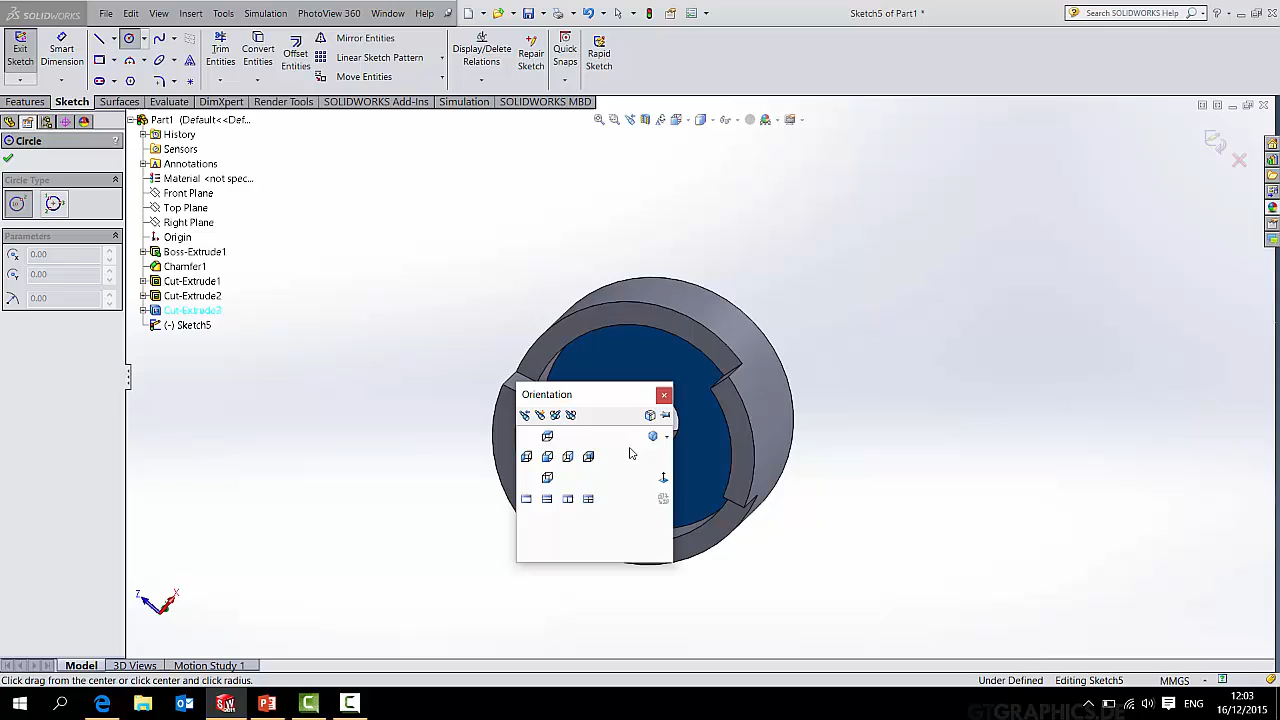 SOLIDWORKS
File Edit View Insert Tools Simulation PhotoView 360 Window Help
Sketch5 of Part1 *
Search SOLIDWORKS Help
Exit Sketch
Smart Dimension
Trim Entities
Convert Entities
Offset Entities
Mirror Entities
Linear Sketch Pattern
Move Entities
Display/Delete Relations
Repair Sketch
Quick Snaps
Rapid Sketch
Features Sketch Surfaces Evaluate DimXpert Render Tools SOLIDWORKS Add-Ins Simulation SOLIDWORKS MBD
Circle ?
Circle Type
Parameters
0.00
0.00
0.00
Part1 (Default<<Def...
History
Sensors
Annotations
Material <not spec...
Front Plane
Top Plane
Right Plane
Origin
Boss-Extrude1
Chamfer1
Cut-Extrude1
Cut-Extrude2
Cut-Extrude3
(-) Sketch5
Orientation
Z X
Model 3D Views Motion Study 1
Click drag from the center or click click radius.
Under Defined Editing Sketch5 MMGS
ENG
12:03
16/12/2015
GTGRAPHICS.DE